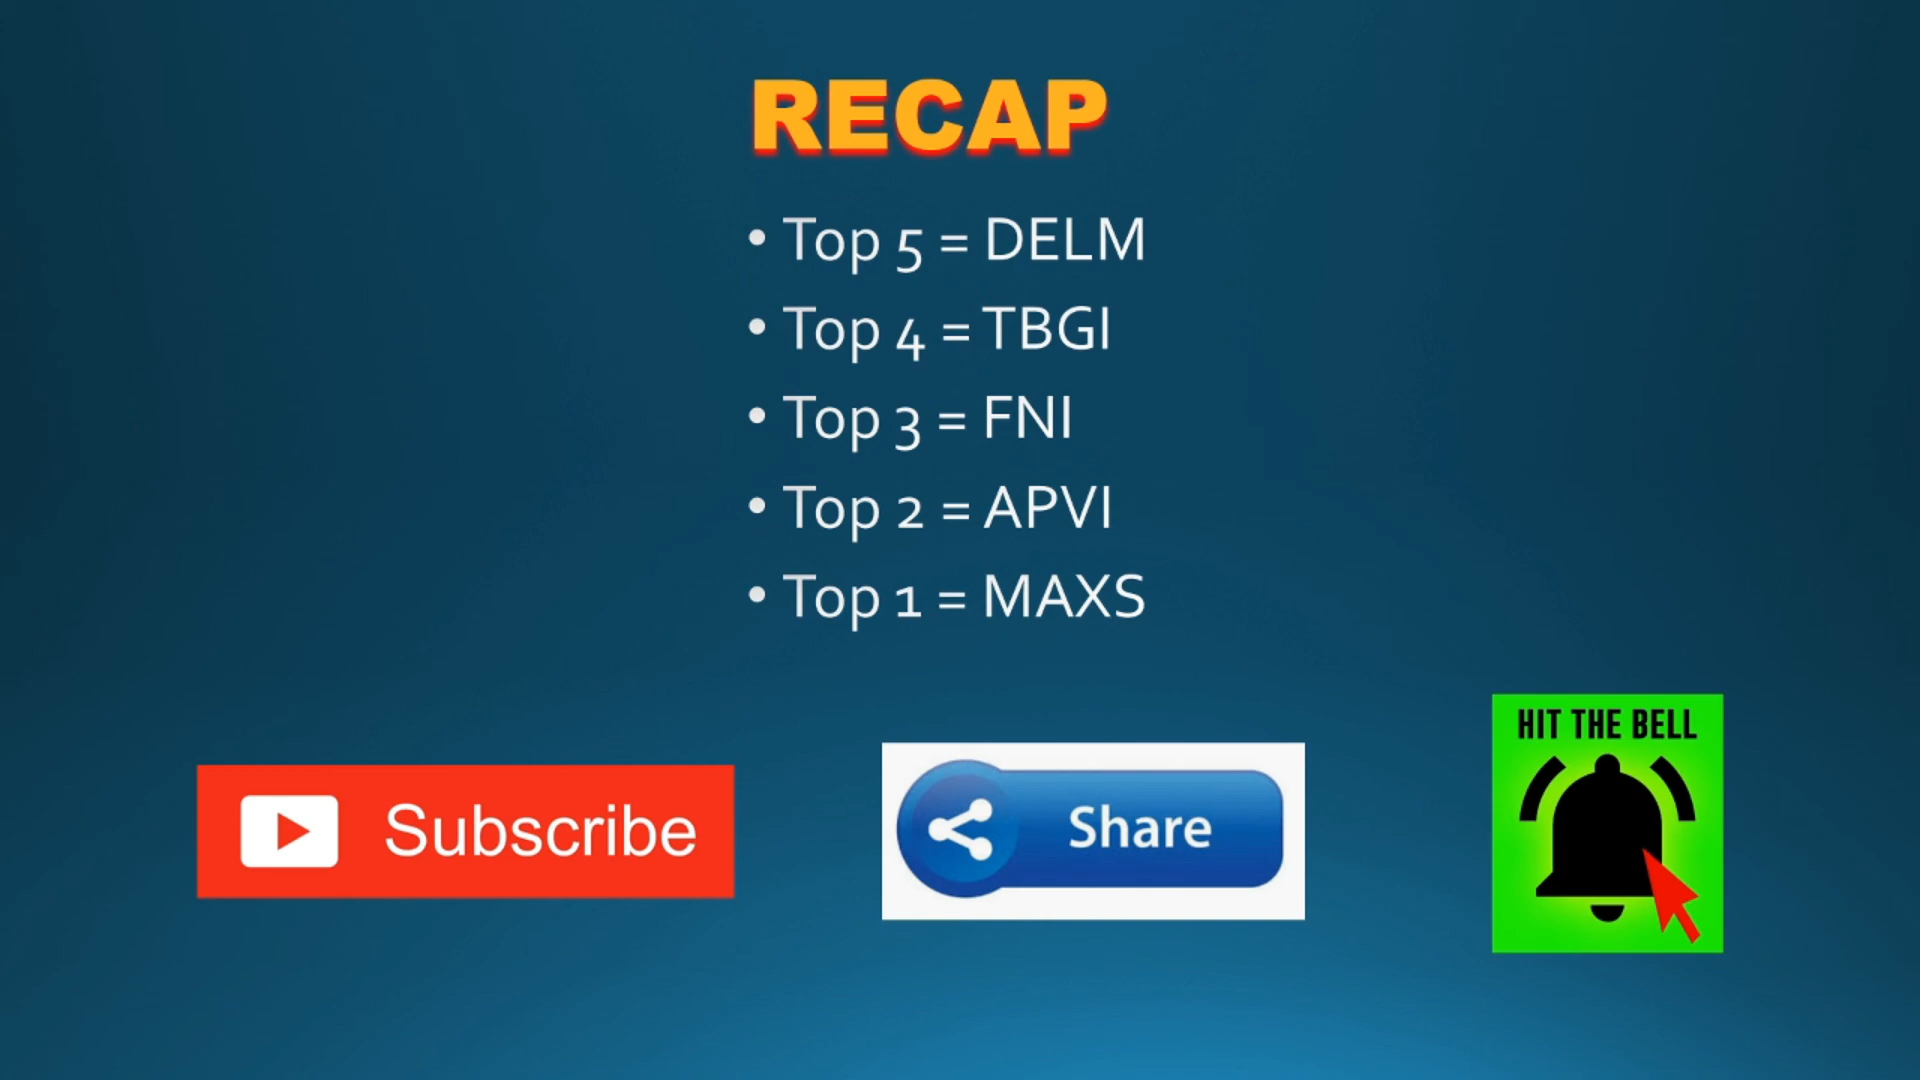 RECAP
• Top 5 = DELM
• Top 4 = TBGI
• Top 3 = FNI
• Top 2 = APVI
• Top 1 = MAXS
Subscribe
Share
HIT THE BELL